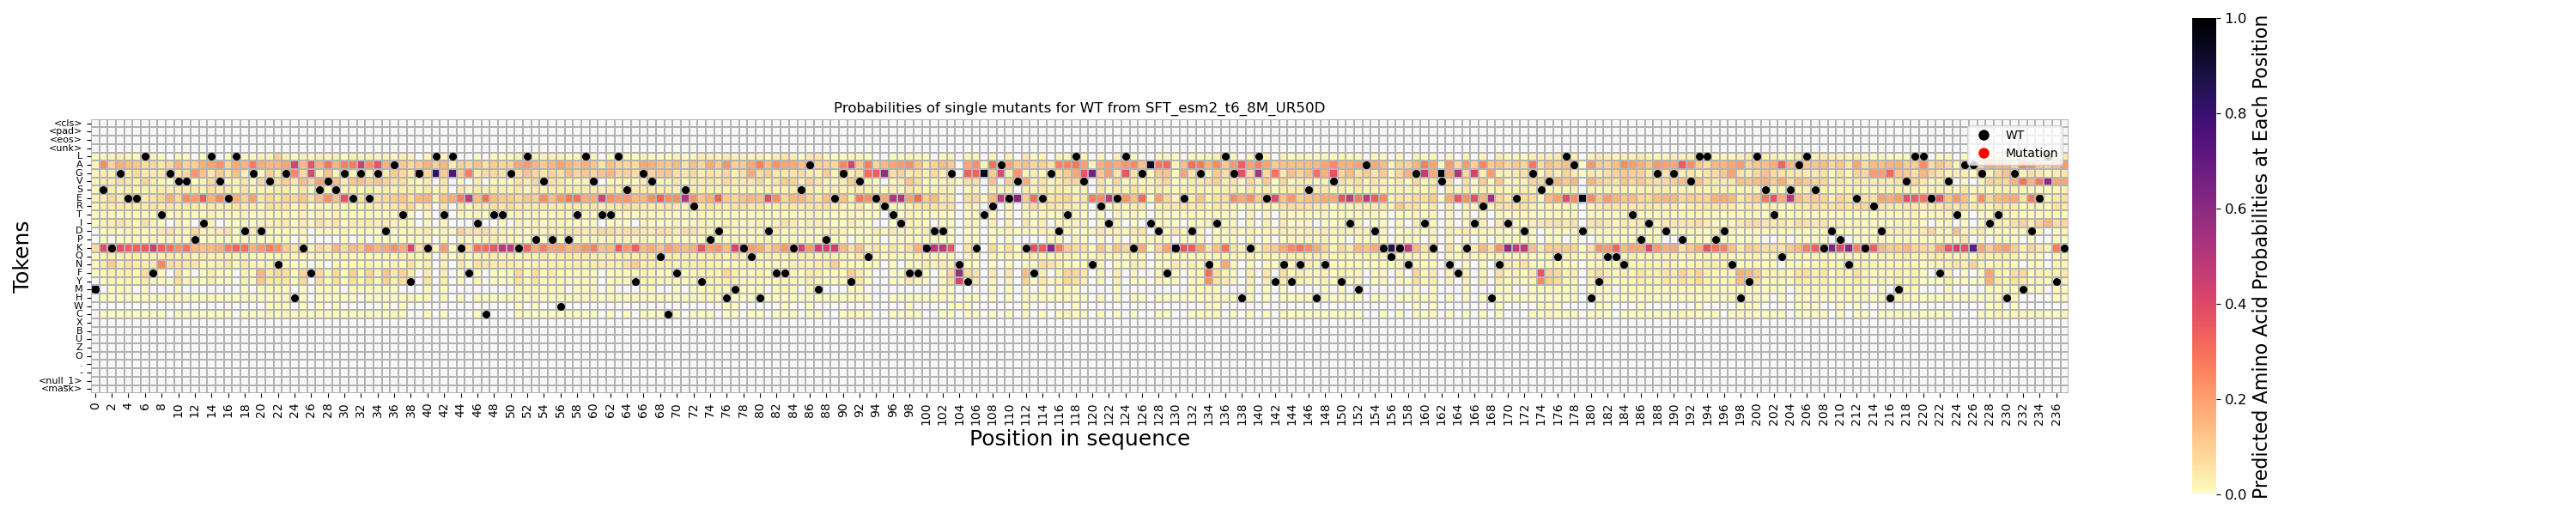 Probabilities of single mutants for WT from SFT_esm2_t6_8M_UR50D
<cls>
<pad>
<eos>
<unk>
L
A
G
V
S
E
R
T
I
D
P
K
Q
N
F
Y
M
H
W
C
X
B
U
Z
O
.
-
<null_1>
<mask>
Tokens
0 2 4 6 8 10 12 14 16 18 20 22 24 26 28 30 32 34 36 38 40 42 44 46 48 50 52 54 56 58 60 62 64 66 68 70 72 74 76 78 80 82 84 86 88 90 92 94 96 98 100 102 104 106 108 110 112 114 116 118 120 122 124 126 128 130 132 134 136 138 140 142 144 146 148 150 152 154 156 158 160 162 164 166 168 170 172 174 176 178 180 182 184 186 188 190 192 194 196 198 200 202 204 206 208 210 212 214 216 218 220 222 224 226 228 230 232 234 236
Position in sequence
WT
Mutation
1.0
0.8
0.6
0.4
0.2
0.0
Predicted Amino Acid Probabilities at Each Position